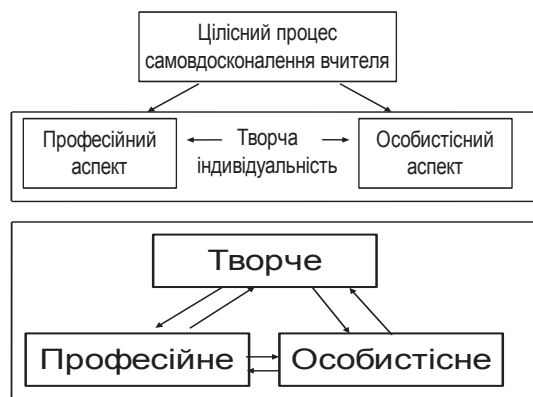 Цілісний процес
самовдосконалення вчителя
Професійний
аспект
Творча
індивідуальність
Особистісний
аспект
Творче
Професійне
Особистісне